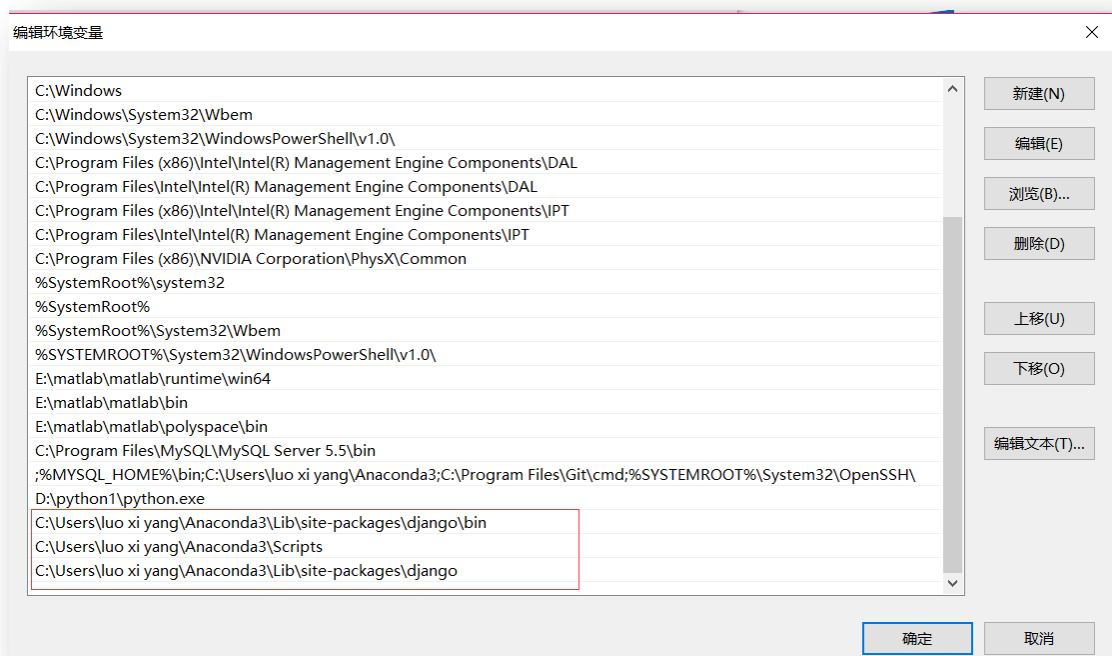 编辑环境变量
C:\Windows
C:\Windows\System32\Wbem
C:\Windows\System32\WindowsPowerShell\v1.0\
C:\Program Files (x86)\Intel\Intel(R) Management Engine Components\DAL
C:\Program Files\Intel\Intel(R) Management Engine Components\DAL
C:\Program Files (x86)\Intel\Intel(R) Management Engine Components\IPT
C:\Program Files\Intel\Intel(R) Management Engine Components\IPT
C:\Program Files (x86)\NVIDIA Corporation\PhysX\Common
%SystemRoot%\system32
%SystemRoot%
%SystemRoot%\System32\Wbem
%SYSTEMROOT%\System32\WindowsPowerShell\v1.0\
E:\matlab\matlab\runtime\win64
E:\matlab\matlab\bin
E:\matlab\matlab\polyspace\bin
C:\Program Files\MySQL\MySQL Server 5.5\bin
;%MYSQL_HOME%\bin;C:\Users\luo xi yang\Anaconda3;C:\Program Files\Git\cmd;%SYSTEMROOT%\System32\OpenSSH\
D:\python1\python.exe
C:\Users\luo xi yang\Anaconda3\Lib\site-packages\django\bin
C:\Users\luo xi yang\Anaconda3\Scripts
C:\Users\luo xi yang\Anaconda3\Lib\site-packages\django
新建(N)
编辑(E)
浏览(B)...
删除(D)
上移(U)
下移(O)
编辑文本(T)...
确定
取消